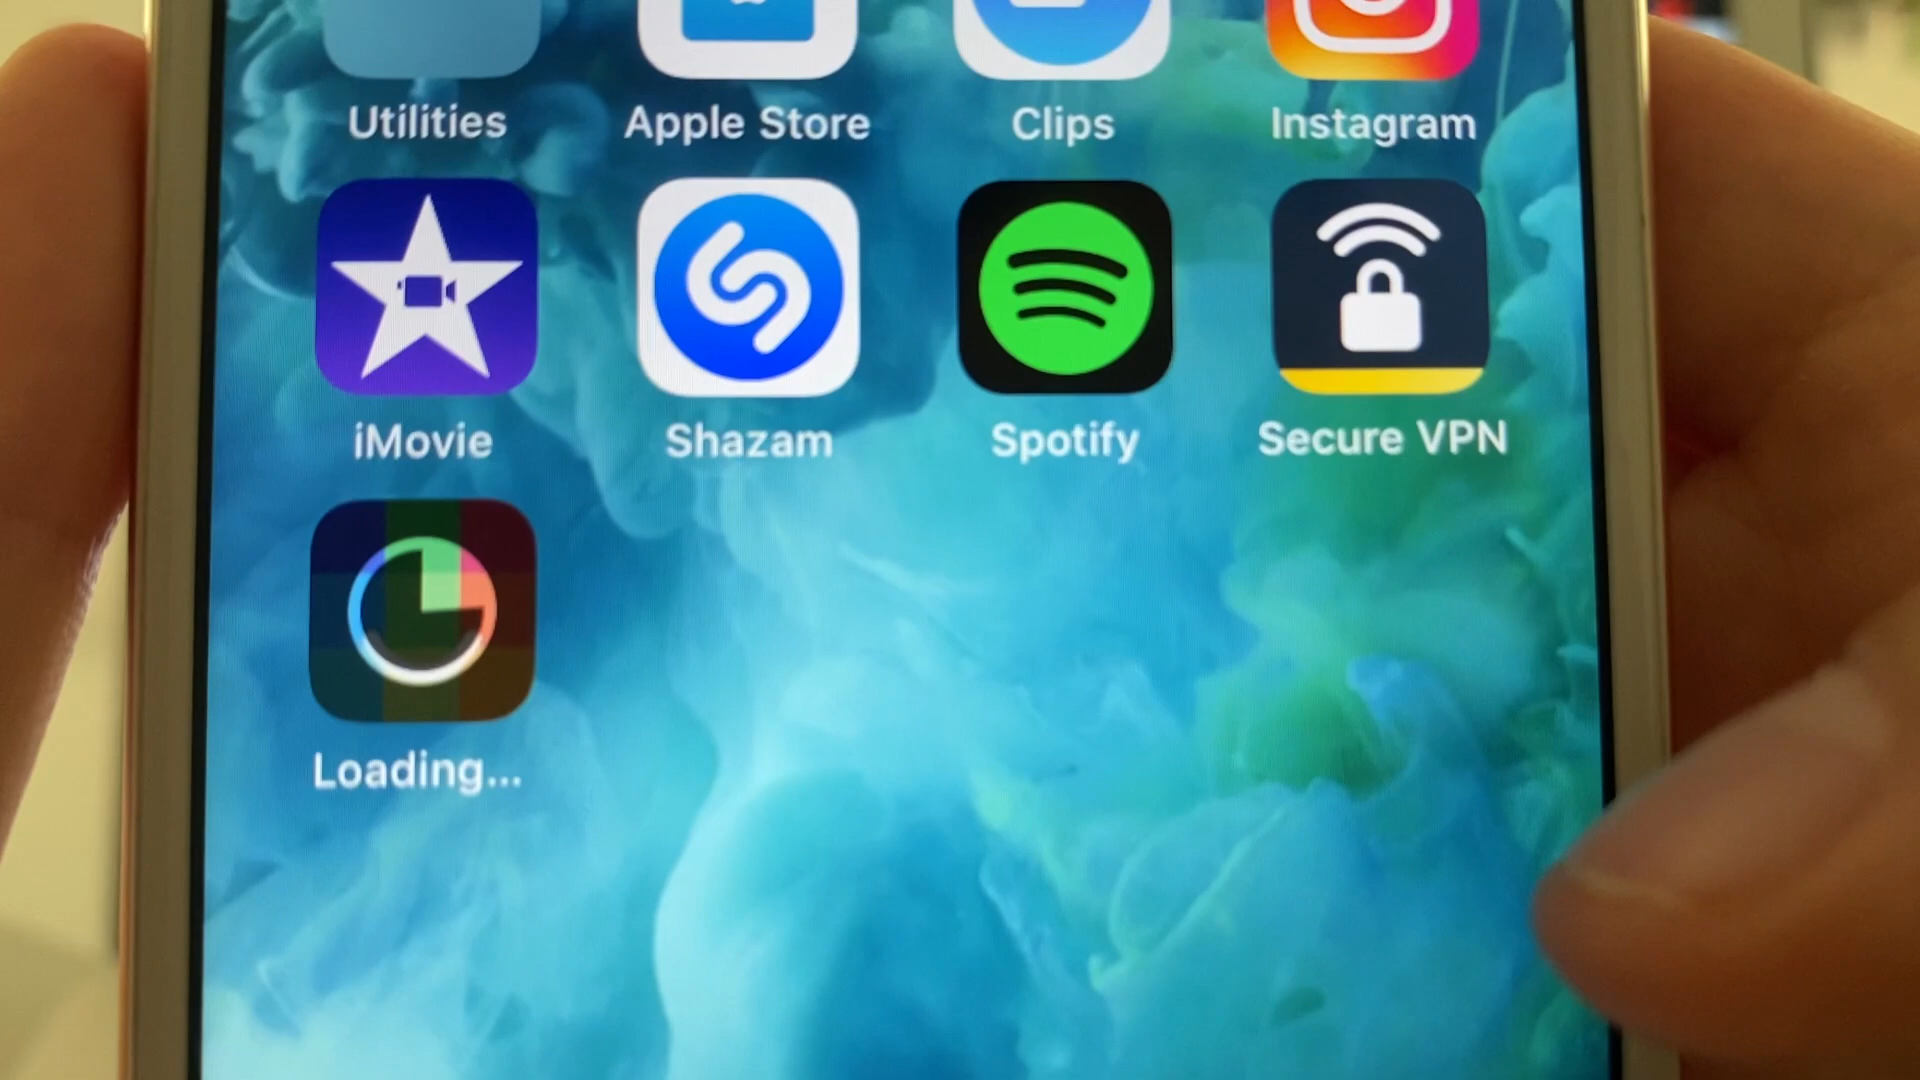 Utilities
Apple Store
Clips
Instagram
iMovie
Shazam
Spotify
Secure VPN
Loading...